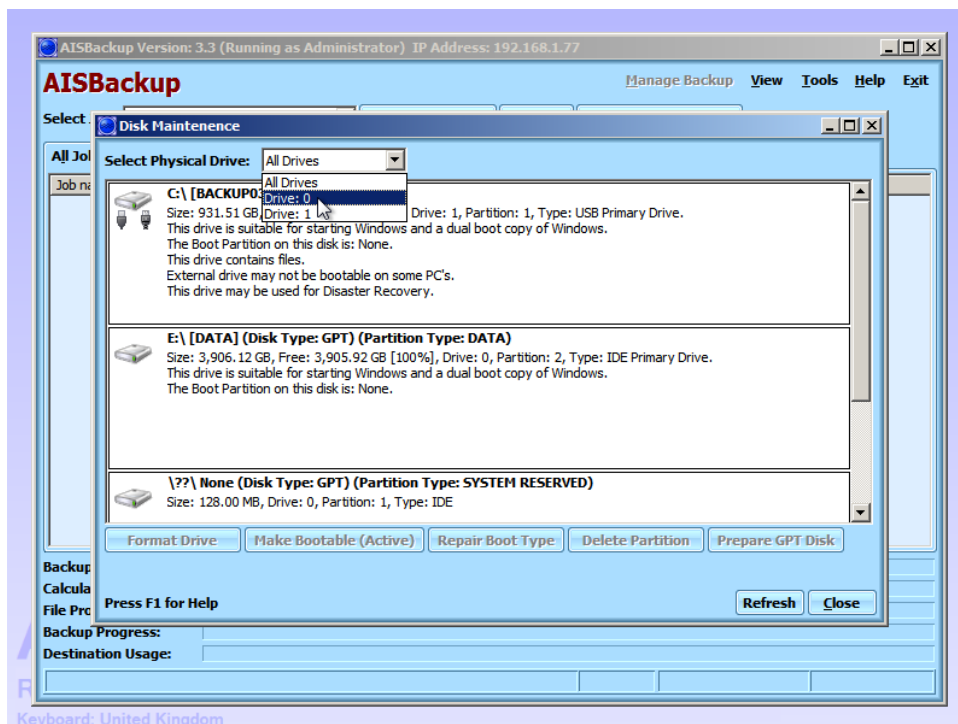 AISBackup Version: 3.3 (Running as Administrator) IP Address: 192.168.1.77
AISBackup
Manage Backup View Tools Help Exit
Select
Disk Maintenence
All Jo
Select Physical Drive: All Drives
Job na
All Drives
Drive: 0
Drive: 1
C:\ [BACKUP0
Size: 931.51 GB, Drive: 1, Partition: 1, Type: USB Primary Drive.
This drive is suitable for starting Windows and a dual boot copy of Windows.
The Boot Partition on this disk is: None.
This drive contains files.
External drive may not be bootable on some PC's.
This drive may be used for Disaster Recovery.
E:\ [DATA] (Disk Type: GPT) (Partition Type: DATA)
Size: 3,906.12 GB, Free: 3,905.92 GB [100%], Drive: 0, Partition: 2, Type: IDE Primary Drive.
This drive is suitable for starting Windows and a dual boot copy of Windows.
The Boot Partition on this disk is: None.
\??\ None (Disk Type: GPT) (Partition Type: SYSTEM RESERVED)
Size: 128.00 MB, Drive: 0, Partition: 1, Type: IDE
Format Drive Make Bootable (Active) Repair Boot Type Delete Partition Prepare GPT Disk
Backup
Calcula
File Pro
Press F1 for Help Refresh Close
Backup Progress:
Destination Usage:
Keyboard: United Kingdom